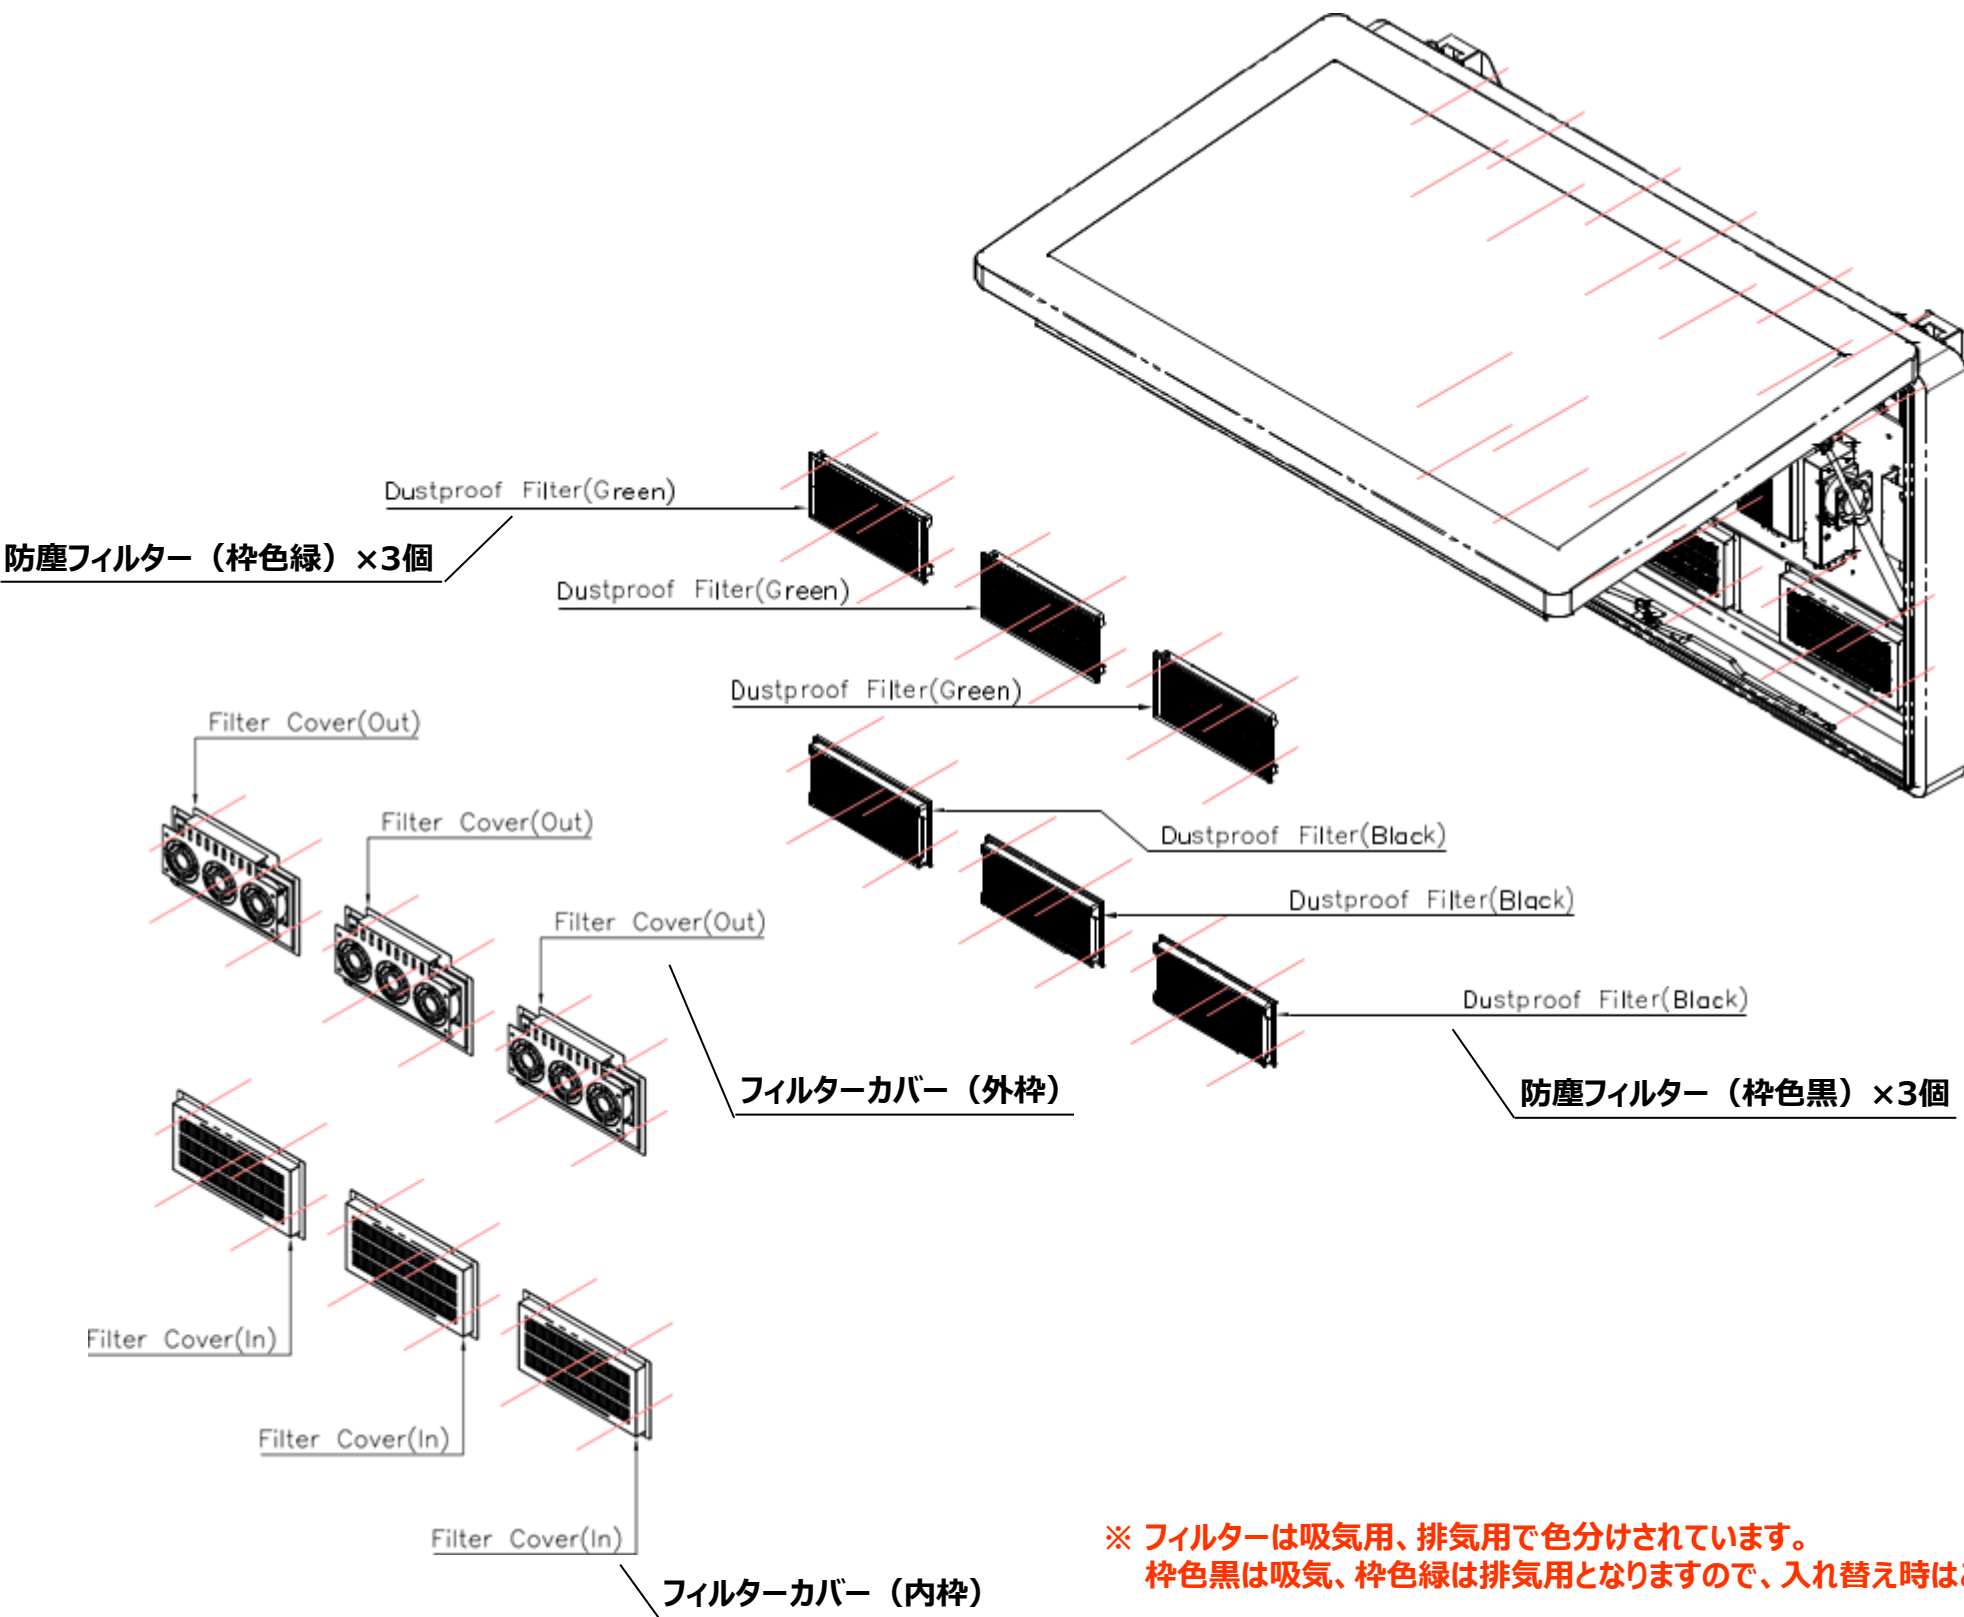 Dustproof Filter(Green)
防塵フィルター（枠色緑）×3個
Dustproof Filter(Green)
Dustproof Filter(Green)
Filter Cover(Out)
Filter Cover(Out)
Dustproof Filter(Black)
Dustproof Filter(Black)
Filter Cover(Out)
Dustproof Filter(Black)
フィルターカバー（外枠）
防塵フィルター（枠色黒）×3個
Filter Cover(In)
Filter Cover(In)
Filter Cover(In)
フィルターカバー（内枠）
※ フィルターは吸気用、排気用で色分けされています。
枠色黒は吸気、枠色緑は排気用となりますので、入れ替え時は